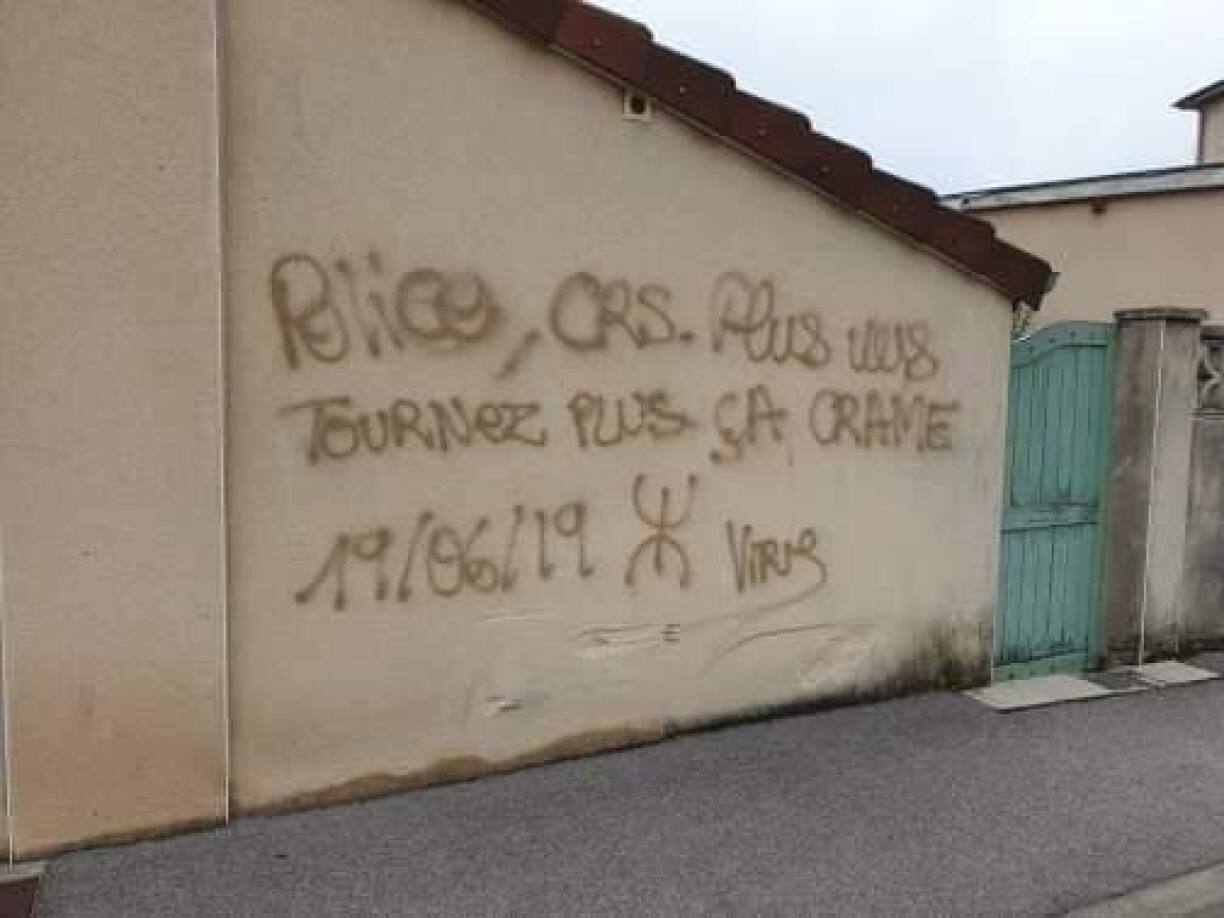 Police, CRS. Plus vous
TOURNEZ PLUS ÇA CRAME
19/06/19 ⵣ Virus